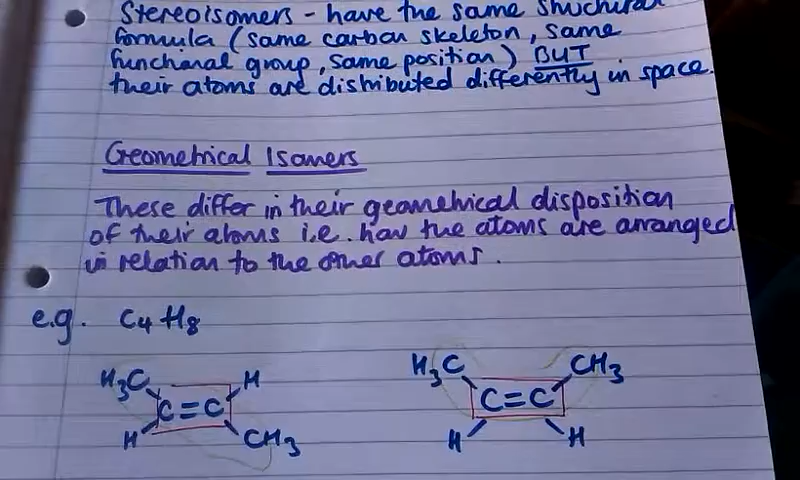 Stereoisomers - have the same structural
formula (same carbon skeleton, same
functional group, same position) BUT
their atoms are distributed differently in space.
Geometrical Isomers
These differ in their geometrical disposition
of their atoms i.e. how the atoms are arranged
in relation to the other atoms.
e.g. C4H8
H3C H
C=C
H CH3
H3C CH3
C=C
H H